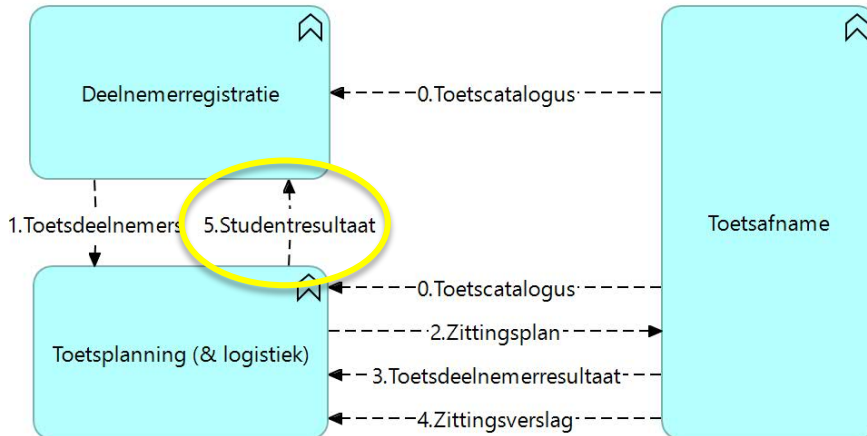 Deelnemerregistratie
0.Toetscatalogus
1.Toetsdeelnemers
5.Studentresultaat
Toetsafname
0.Toetscatalogus
2.Zittingsplan
Toetsplanning (& logistiek)
3.Toetsdeelnemerresultaat
4.Zittingsverslag